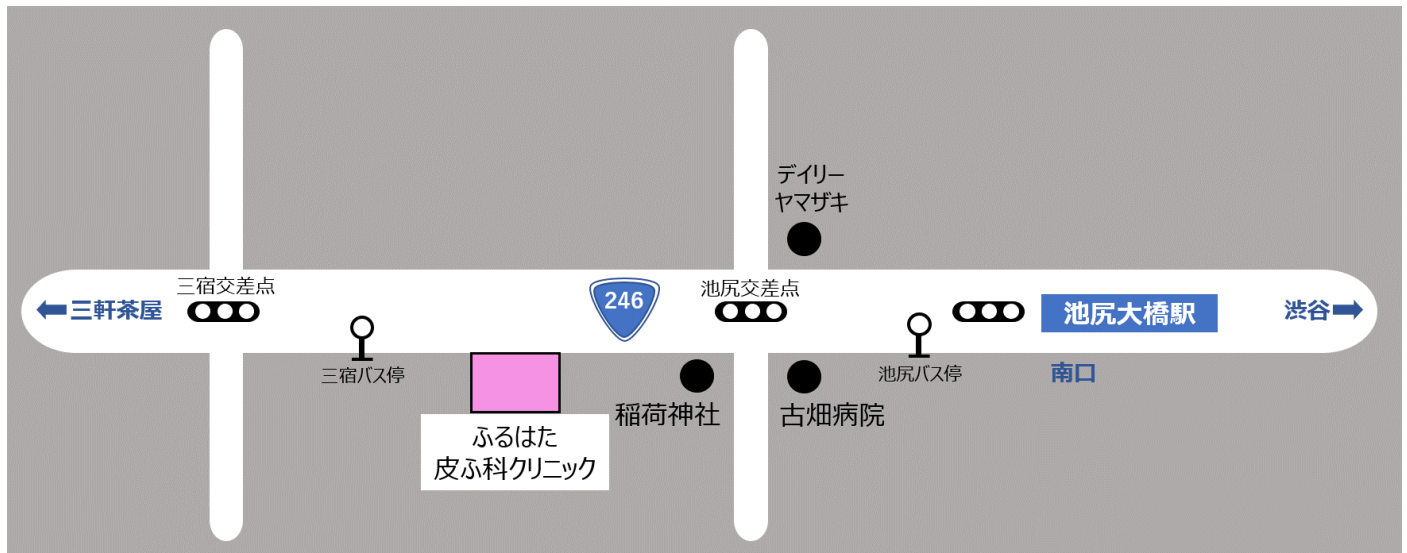 デイリー
ヤマザキ
三宿交差点
池尻交差点
246
三軒茶屋
池尻大橋駅
渋谷
三宿バス停
池尻バス停
南口
稲荷神社
古畑病院
ふるはた
皮ふ科クリニック